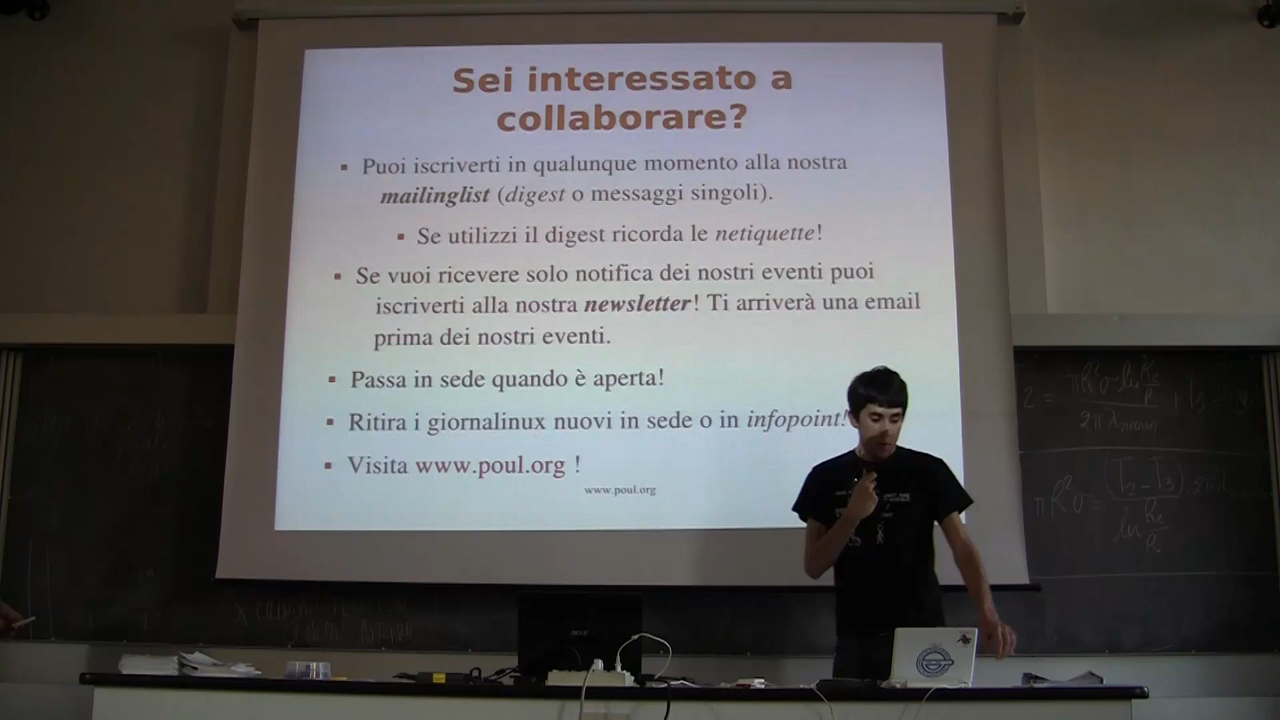 Sei interessato a
collaborare?
▪ Puoi iscriverti in qualunque momento alla nostra
mailinglist (digest o messaggi singoli).
▪ Se utilizzi il digest ricorda le netiquette!
▪ Se vuoi ricevere solo notifica dei nostri eventi puoi
iscriverti alla nostra newsletter! Ti arriverà una email
prima dei nostri eventi.
▪ Passa in sede quando è aperta!
▪ Ritira i giornalinux nuovi in sede o in infopoint!
▪ Visita www.poul.org !
www.poul.org
acer